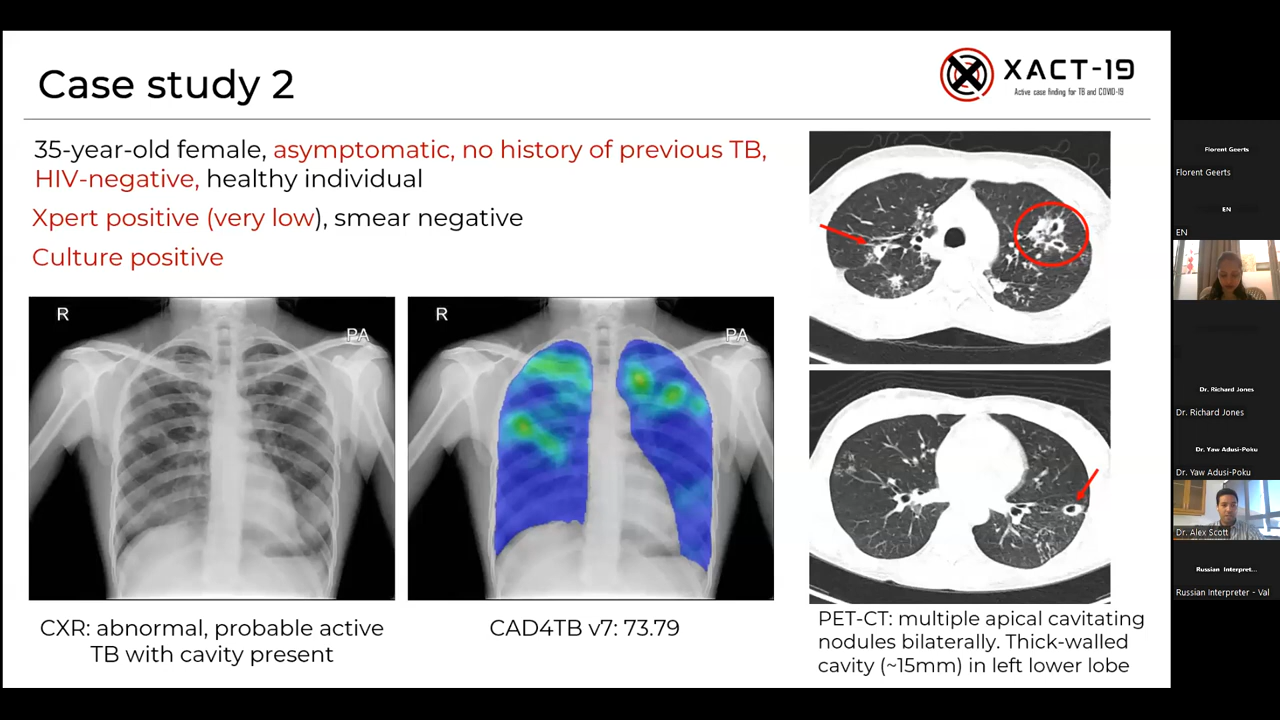 Case study 2
XACT-19
Active case finding for TB and COVID-19
35-year-old female, asymptomatic, no history of previous TB,
HIV-negative, healthy individual
Xpert positive (very low), smear negative
Culture positive
R
PA
R
PA
CXR: abnormal, probable active
TB with cavity present
CAD4TB v7: 73.79
PET-CT: multiple apical cavitating
nodules bilaterally. Thick-walled
cavity (~15mm) in left lower lobe
Florent Geerts
Florent Geerts
EN
EN
Dr. Richard Jones
Dr. Richard Jones
Dr. Yaw Adusi-Poku
Dr. Yaw Adusi-Poku
Dr. Alex Scott
Russian Interpret...
Russian Interpreter - Val